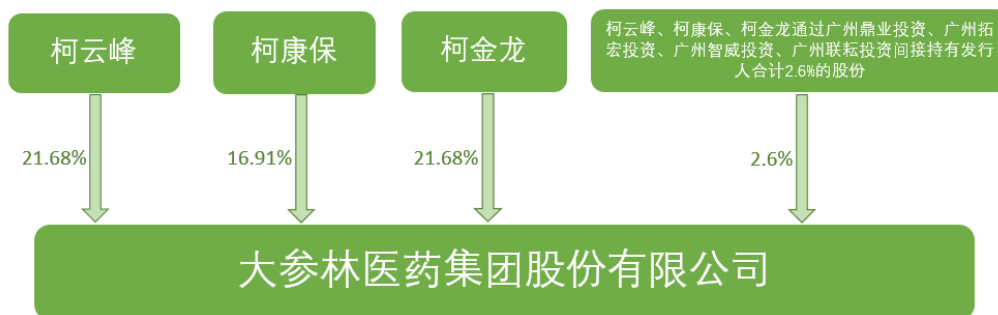 柯云峰
柯康保
柯金龙
柯云峰、柯康保、柯金龙通过广州鼎业投资、广州拓
宏投资、广州智威投资、广州联耘投资间接持有发行
人合计2.6%的股份
21.68%
16.91%
21.68%
2.6%
大参林医药集团股份有限公司